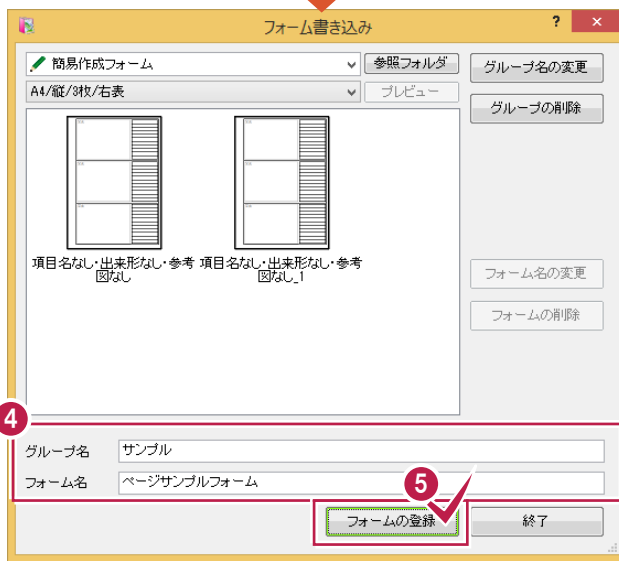 フォーム書き込み ? ×
簡易作成フォーム 参照フォルダ グループ名の変更
A4/縦/3枚/右表 プレビュー
グループの削除
項目名なし・出来形なし・参考図なし
項目名なし・出来形なし・参考図なし_1
フォーム名の変更
フォームの削除
4
グループ名 サンプル
フォーム名 ページサンプルフォーム
5
フォームの登録 終了